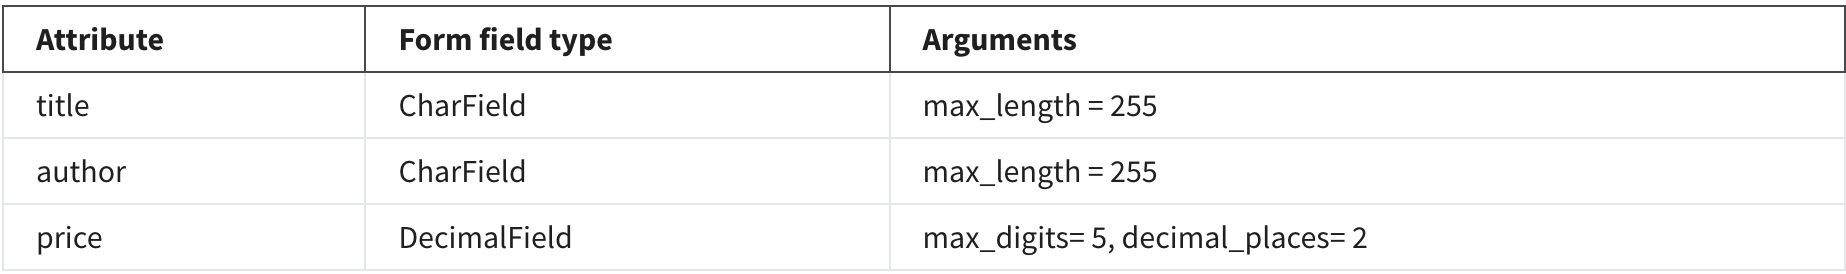 Attribute Form field type Arguments
title CharField max_length = 255
author CharField max_length = 255
price DecimalField max_digits= 5, decimal_places= 2